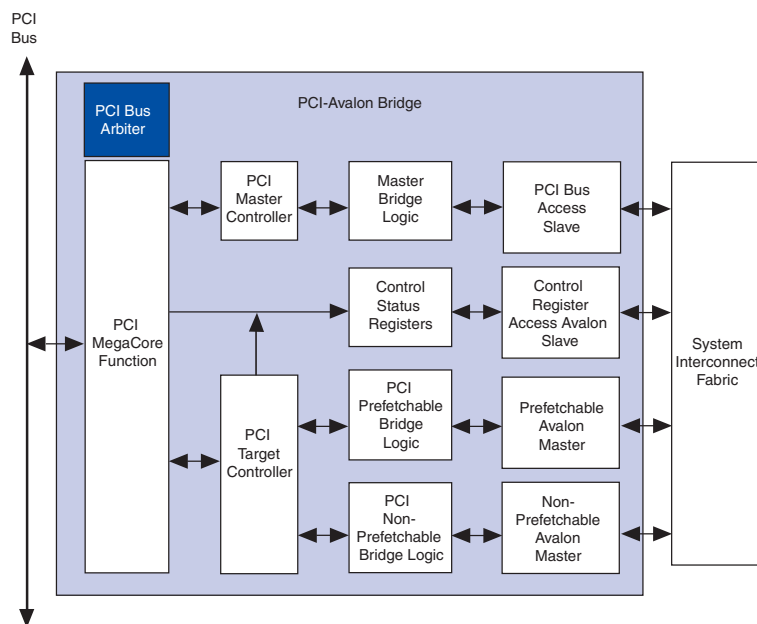 PCI
Bus
PCI-Avalon Bridge
PCI Bus
Arbiter
PCI
Master
Controller
Master
Bridge
Logic
PCI Bus
Access
Slave
PCI
MegaCore
Function
Control
Status
Registers
Control
Register
Access Avalon
Slave
System
Interconnect
Fabric
PCI
Target
Controller
PCI
Prefetchable
Bridge
Logic
Prefetchable
Avalon
Master
PCI
Non-
Prefetchable
Bridge Logic
Non-
Prefetchable
Avalon
Master